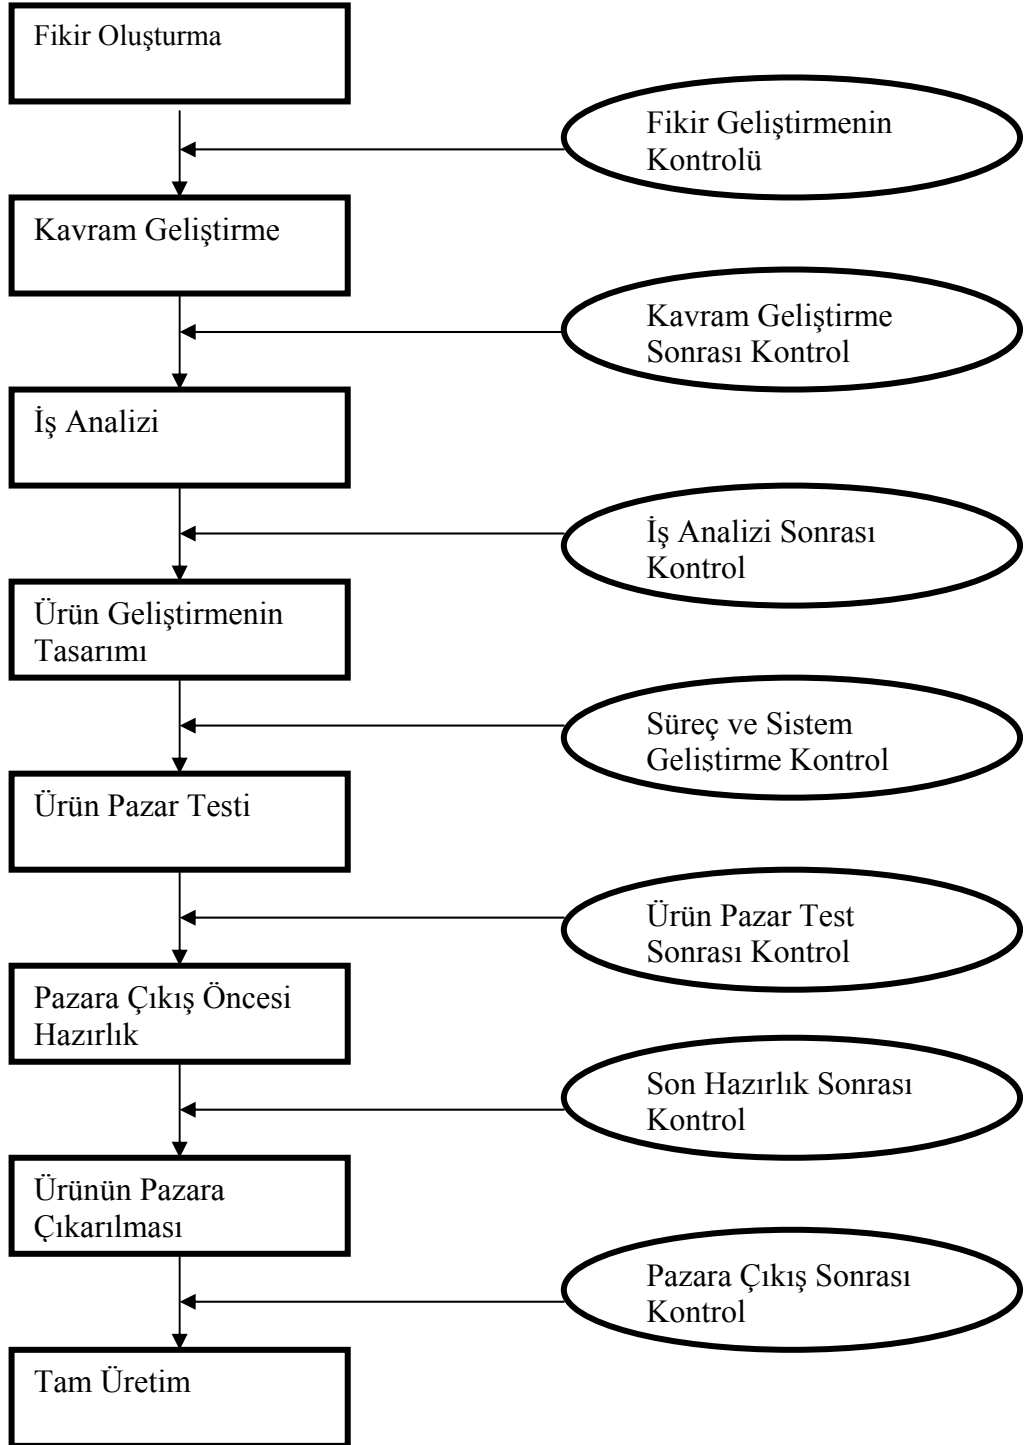 Fikir Oluşturma
Fikir Geliştirmenin
Kontrolü
Kavram Geliştirme
Kavram Geliştirme
Sonrası Kontrol
İş Analizi
İş Analizi Sonrası
Kontrol
Ürün Geliştirmenin
Tasarımı
Süreç ve Sistem
Geliştirme Kontrol
Ürün Pazar Testi
Ürün Pazar Test
Sonrası Kontrol
Pazara Çıkış Öncesi
Hazırlık
Son Hazırlık Sonrası
Kontrol
Ürünün Pazara
Çıkarılması
Pazara Çıkış Sonrası
Kontrol
Tam Üretim